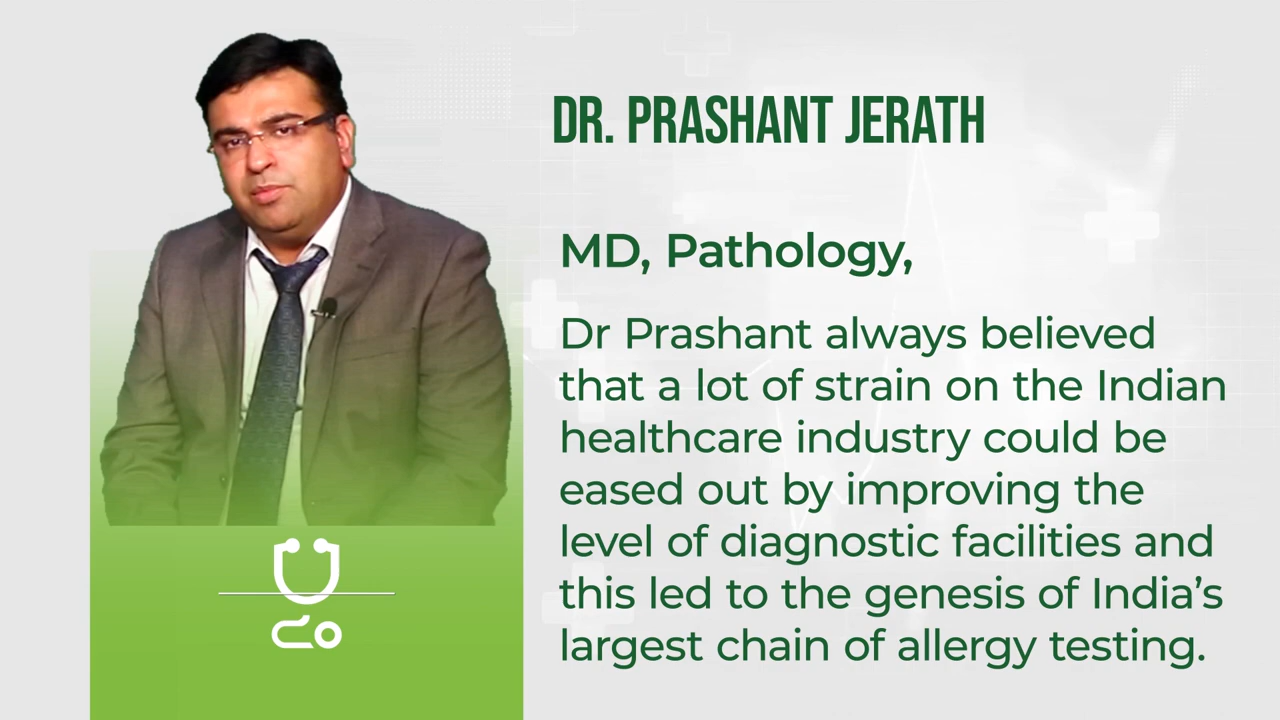 DR. PRASHANT JERATH
MD, Pathology,
Dr Prashant always believed
that a lot of strain on the Indian
healthcare industry could be
eased out by improving the
level of diagnostic facilities and
this led to the genesis of India’s
largest chain of allergy testing.